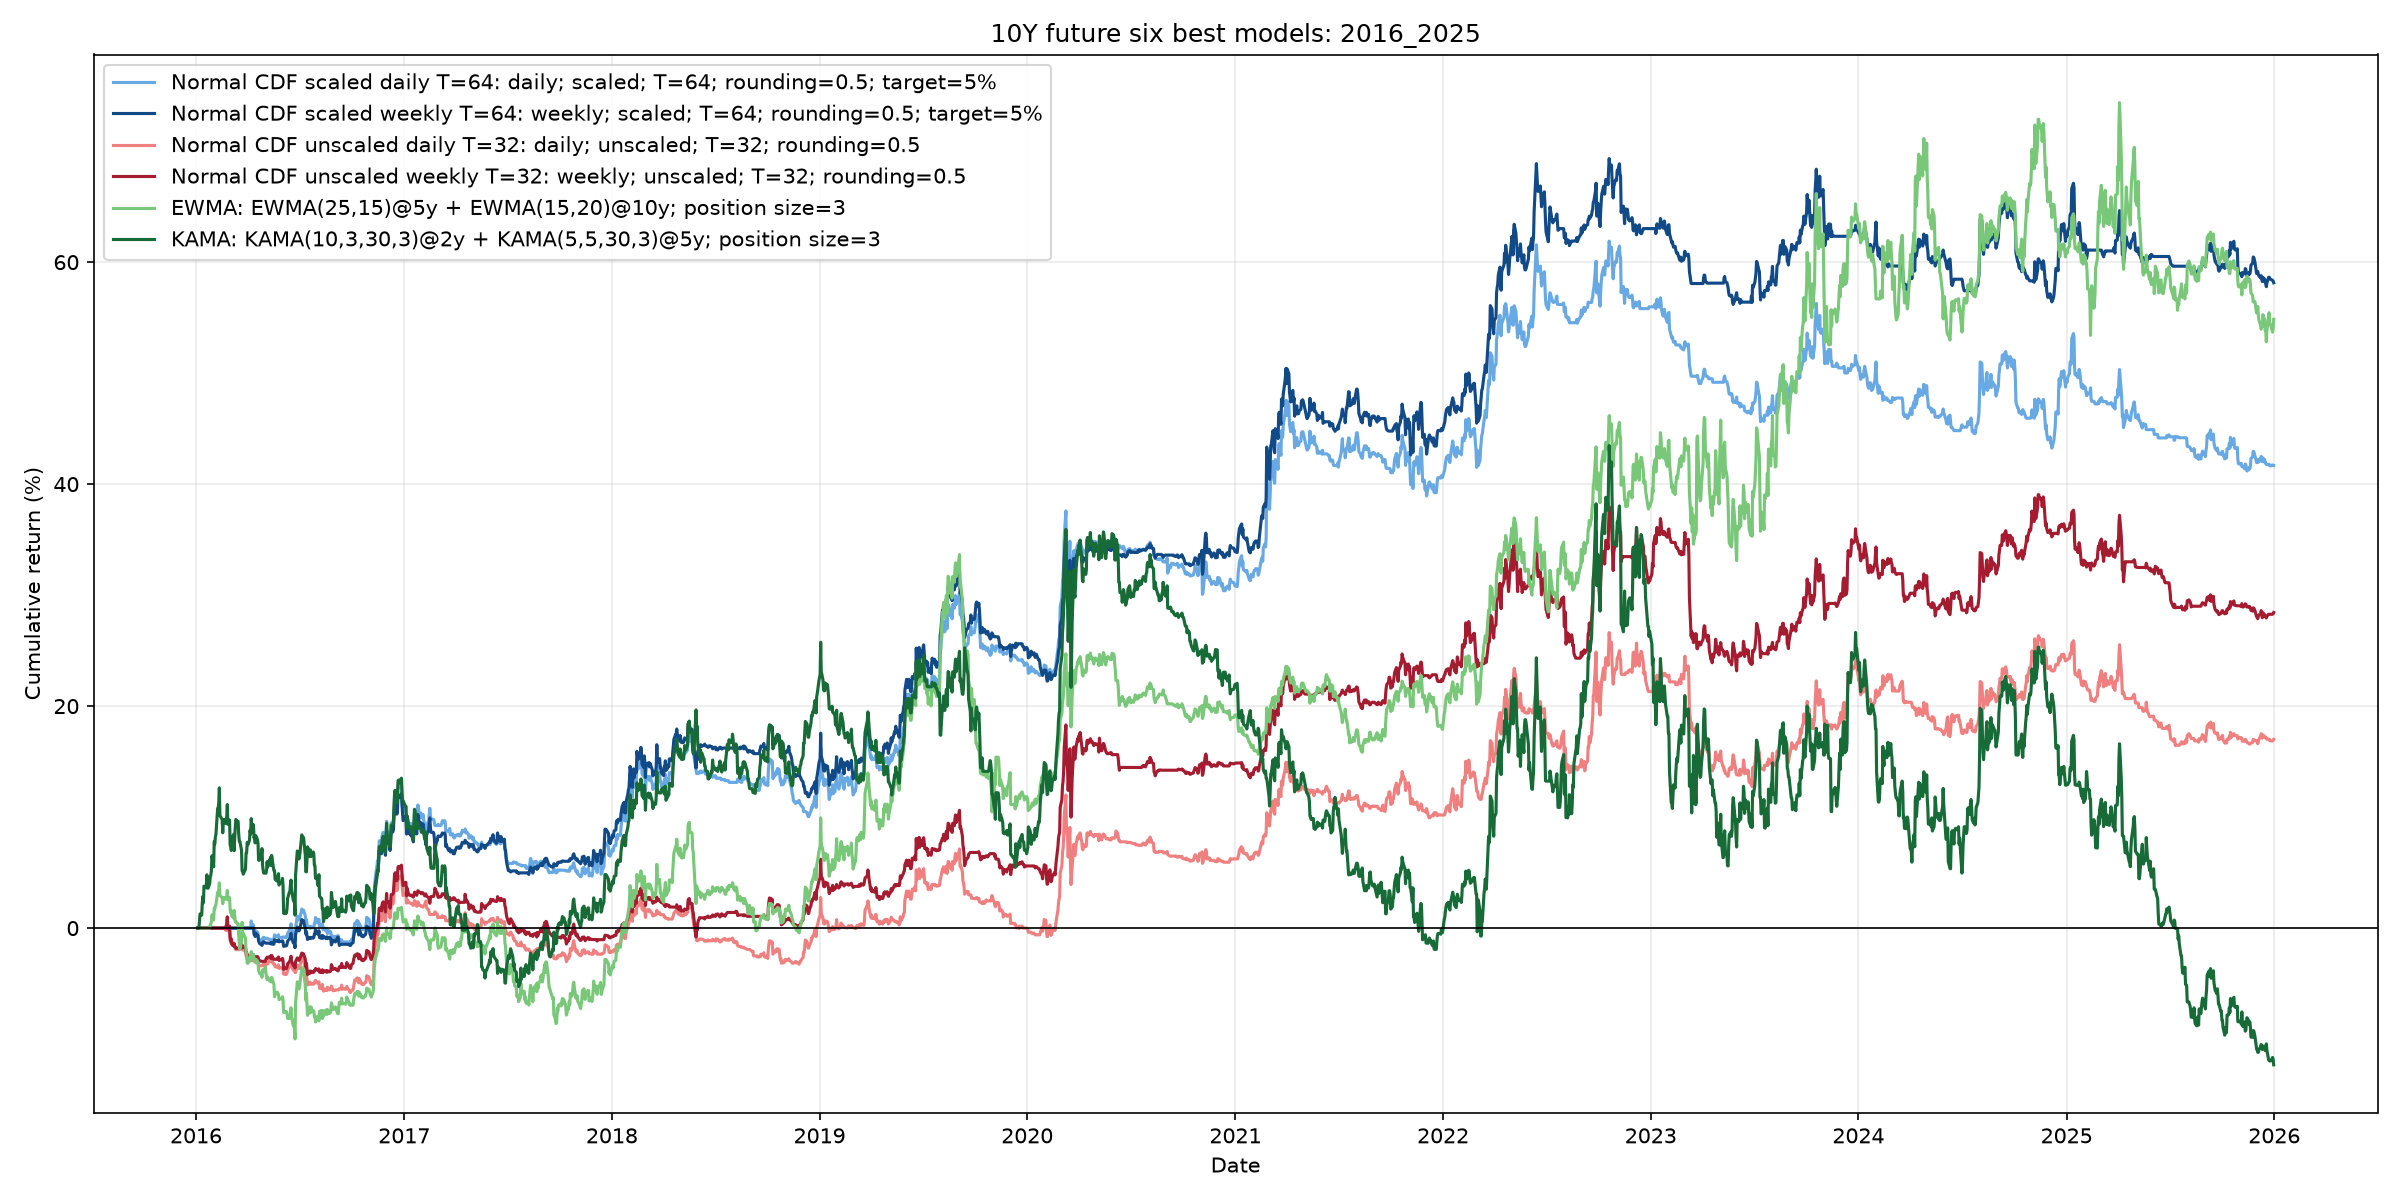 10Y future six best models: 2016_2025
Normal CDF scaled daily T=64: daily; scaled; T=64; rounding=0.5; target=5%
Normal CDF scaled weekly T=64: weekly; scaled; T=64; rounding=0.5; target=5%
Normal CDF unscaled daily T=32: daily; unscaled; T=32; rounding=0.5
Normal CDF unscaled weekly T=32: weekly; unscaled; T=32; rounding=0.5
EWMA: EWMA(25,15)@5y + EWMA(15,20)@10y; position size=3
KAMA: KAMA(10,3,30,3)@2y + KAMA(5,5,30,3)@5y; position size=3
Cumulative return (%)
60
40
20
0
2016 2017 2018 2019 2020 2021 2022 2023 2024 2025 2026
Date